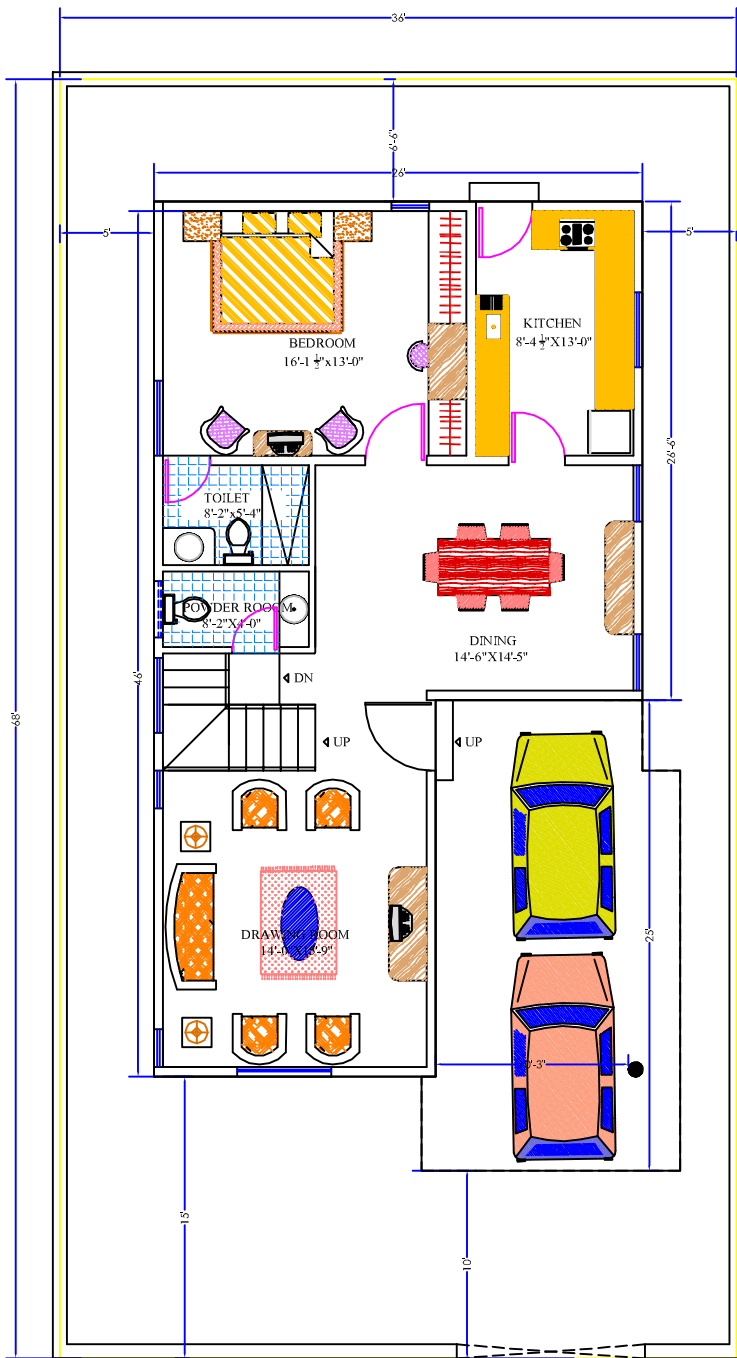 36'
6'-6"
26'
5'
5'
BEDROOM
16'-1 1/2"x13'-0"
KITCHEN
8'-4 1/2"X13'-0"
26'-6"
TOILET
8'-2"x5'-4"
POWDER ROOOM
8'-2"X4'-0"
DINING
14'-6"X14'-5"
DN
46'
68'
UP
UP
DRAWING ROOM
25'
15'
10'